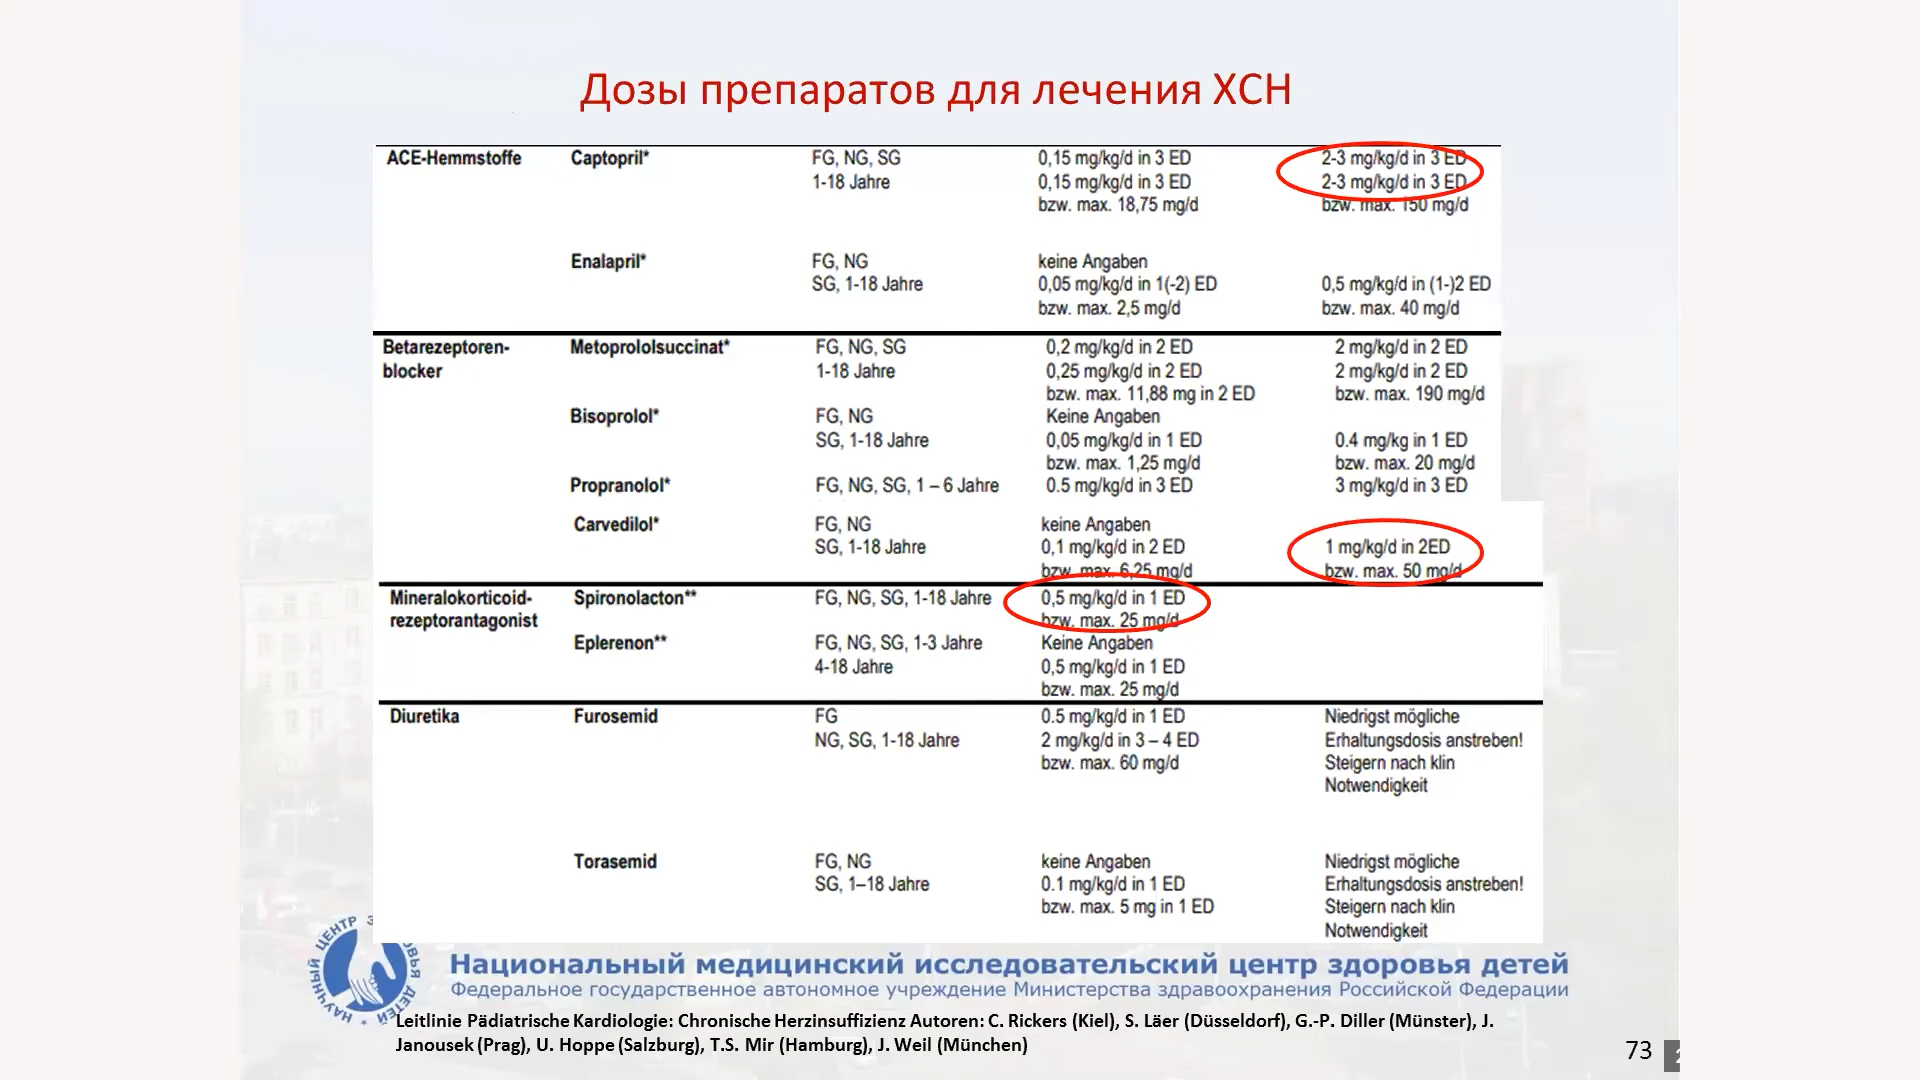 Дозы препаратов для лечения ХСН
ACE-Hemmstoffe Captopril* FG, NG, SG 0,15 mg/kg/d in 3 ED 2-3 mg/kg/d in 3 ED
1-18 Jahre 0,15 mg/kg/d in 3 ED 2-3 mg/kg/d in 3 ED
bzw. max. 18,75 mg/d bzw. max. 150 mg/d
Enalapril* FG, NG keine Angaben
SG, 1-18 Jahre 0,05 mg/kg/d in 1(-2) ED 0,5 mg/kg/d in (1-)2 ED
bzw. max. 2,5 mg/d bzw. max. 40 mg/d
Betarezeptoren- Metoprololsuccinat* FG, NG, SG 0,2 mg/kg/d in 2 ED 2 mg/kg/d in 2 ED
blocker 1-18 Jahre 0,25 mg/kg/d in 2 ED 2 mg/kg/d in 2 ED
bzw. max. 11,88 mg in 2 ED bzw. max. 190 mg/d
Bisoprolol* FG, NG Keine Angaben
SG, 1-18 Jahre 0,05 mg/kg/d in 1 ED 0.4 mg/kg in 1 ED
bzw. max. 1,25 mg/d bzw. max. 20 mg/d
Propranolol* FG, NG, SG, 1 – 6 Jahre 0.5 mg/kg/d in 3 ED 3 mg/kg/d in 3 ED
Carvedilol* FG, NG keine Angaben
SG, 1-18 Jahre 0,1 mg/kg/d in 2 ED 1 mg/kg/d in 2ED
bzw. max. 6,25 mg/d bzw. max. 50 mg/d
Mineralokorticoid- Spironolacton** FG, NG, SG, 1-18 Jahre 0,5 mg/kg/d in 1 ED
rezeptorantagonist bzw. max. 25 mg/d
Eplerenon** FG, NG, SG, 1-3 Jahre Keine Angaben
4-18 Jahre 0,5 mg/kg/d in 1 ED
bzw. max. 25 mg/d
Diuretika Furosemid FG 0.5 mg/kg/d in 1 ED Niedrigst mögliche
NG, SG, 1-18 Jahre 2 mg/kg/d in 3 – 4 ED Erhaltungsdosis anstreben!
bzw. max. 60 mg/d Steigern nach klin
Notwendigkeit
Torasemid FG, NG keine Angaben Niedrigst mögliche
SG, 1–18 Jahre 0.1 mg/kg/d in 1 ED Erhaltungsdosis anstreben!
bzw. max. 5 mg in 1 ED Steigern nach klin
Notwendigkeit
Национальный медицинский исследовательский центр здоровья детей
Федеральное государственное автономное учреждение Министерства здравоохранения Российской Федерации
Leitlinie Pädiatrische Kardiologie: Chronische Herzinsuffizienz Autoren: C. Rickers (Kiel), S. Läer (Düsseldorf), G.-P. Diller (Münster), J.
Janousek (Prag), U. Hoppe (Salzburg), T.S. Mir (Hamburg), J. Weil (München)
73